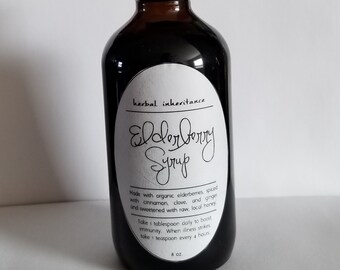 herbal inheritance
Elderberry
Syrup
Made with organic elderberries, spiced
with cinnamon, clove, and ginger
and sweetened with raw, local honey.
Take 1 tablespoon daily to boost
immunity. When illness strikes,
take 1 teaspoon every 4 hours.
8 oz.